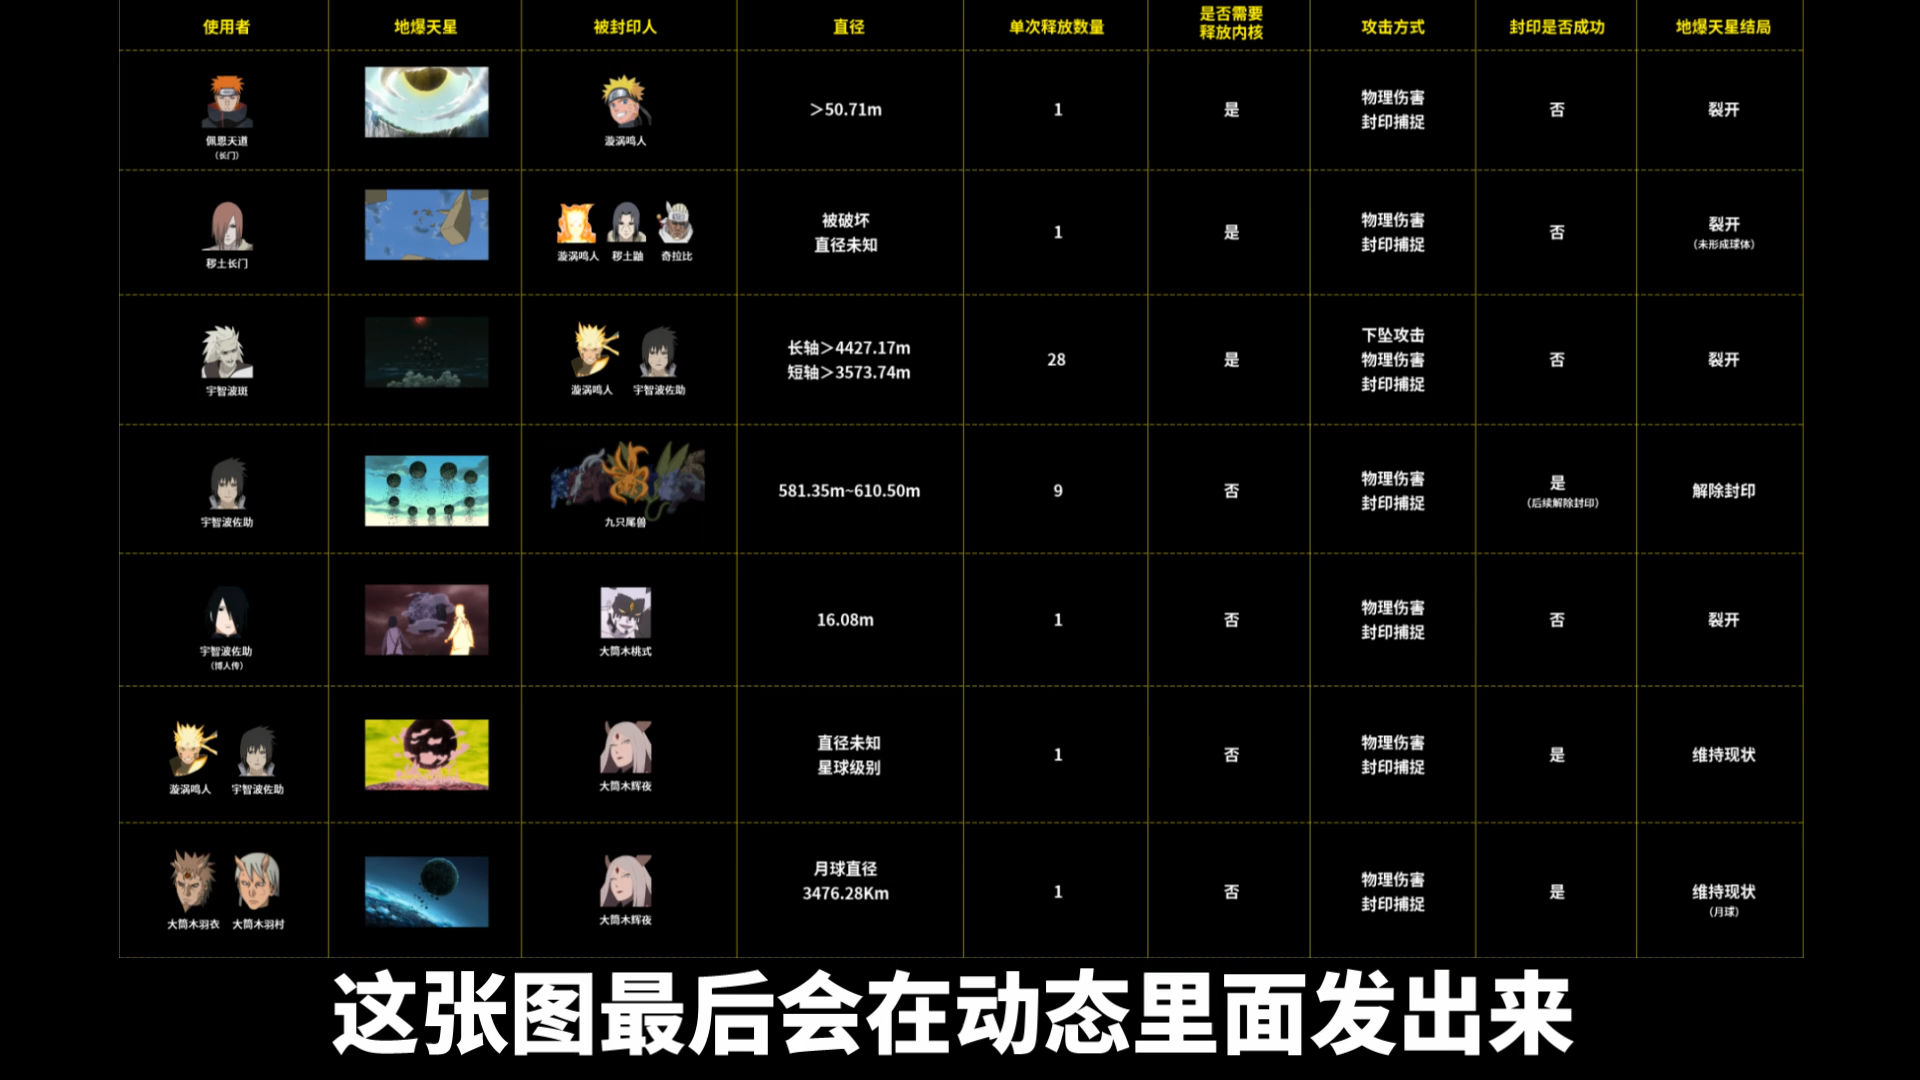 使用者
地爆天星
被封印人
直径
单次释放数量
是否需要
释放内核
攻击方式
封印是否成功
地爆天星结局
佩恩天道
（长门）
漩涡鸣人
＞50.71m
1
是
物理伤害
封印捕捉
否
裂开
秽土长门
漩涡鸣人
秽土鼬
奇拉比
被破坏
直径未知
1
是
物理伤害
封印捕捉
否
裂开
（未形成球体）
宇智波斑
漩涡鸣人
宇智波佐助
长轴＞4427.17m
短轴＞3573.74m
28
是
下坠攻击
物理伤害
封印捕捉
否
裂开
宇智波佐助
九只尾兽
581.35m~610.50m
9
否
物理伤害
封印捕捉
是
（后续解除封印）
解除封印
宇智波佐助
（博人传）
大筒木桃式
16.08m
1
否
物理伤害
封印捕捉
否
裂开
漩涡鸣人
宇智波佐助
大筒木辉夜
直径未知
星球级别
1
否
物理伤害
封印捕捉
是
维持现状
大筒木羽衣
大筒木羽村
大筒木辉夜
月球直径
3476.28Km
1
否
物理伤害
封印捕捉
是
维持现状
（月球）
这张图最后会在动态里面发出来